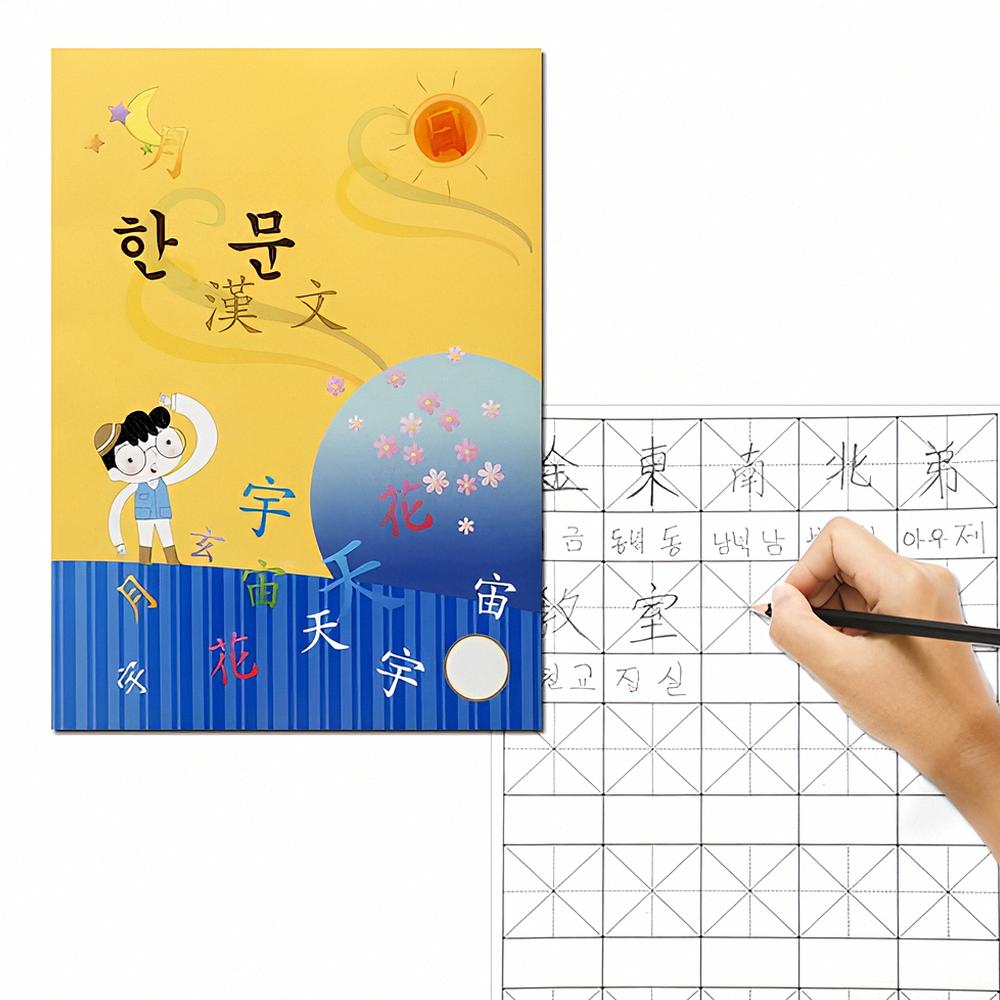 月
日
한 문
漢 文
宇 花
玄
月 宙 天 宙
天
花 宇
金 東 南 北 弟
금 동녘 동 남녘 남 아우 제
室
교 집 실